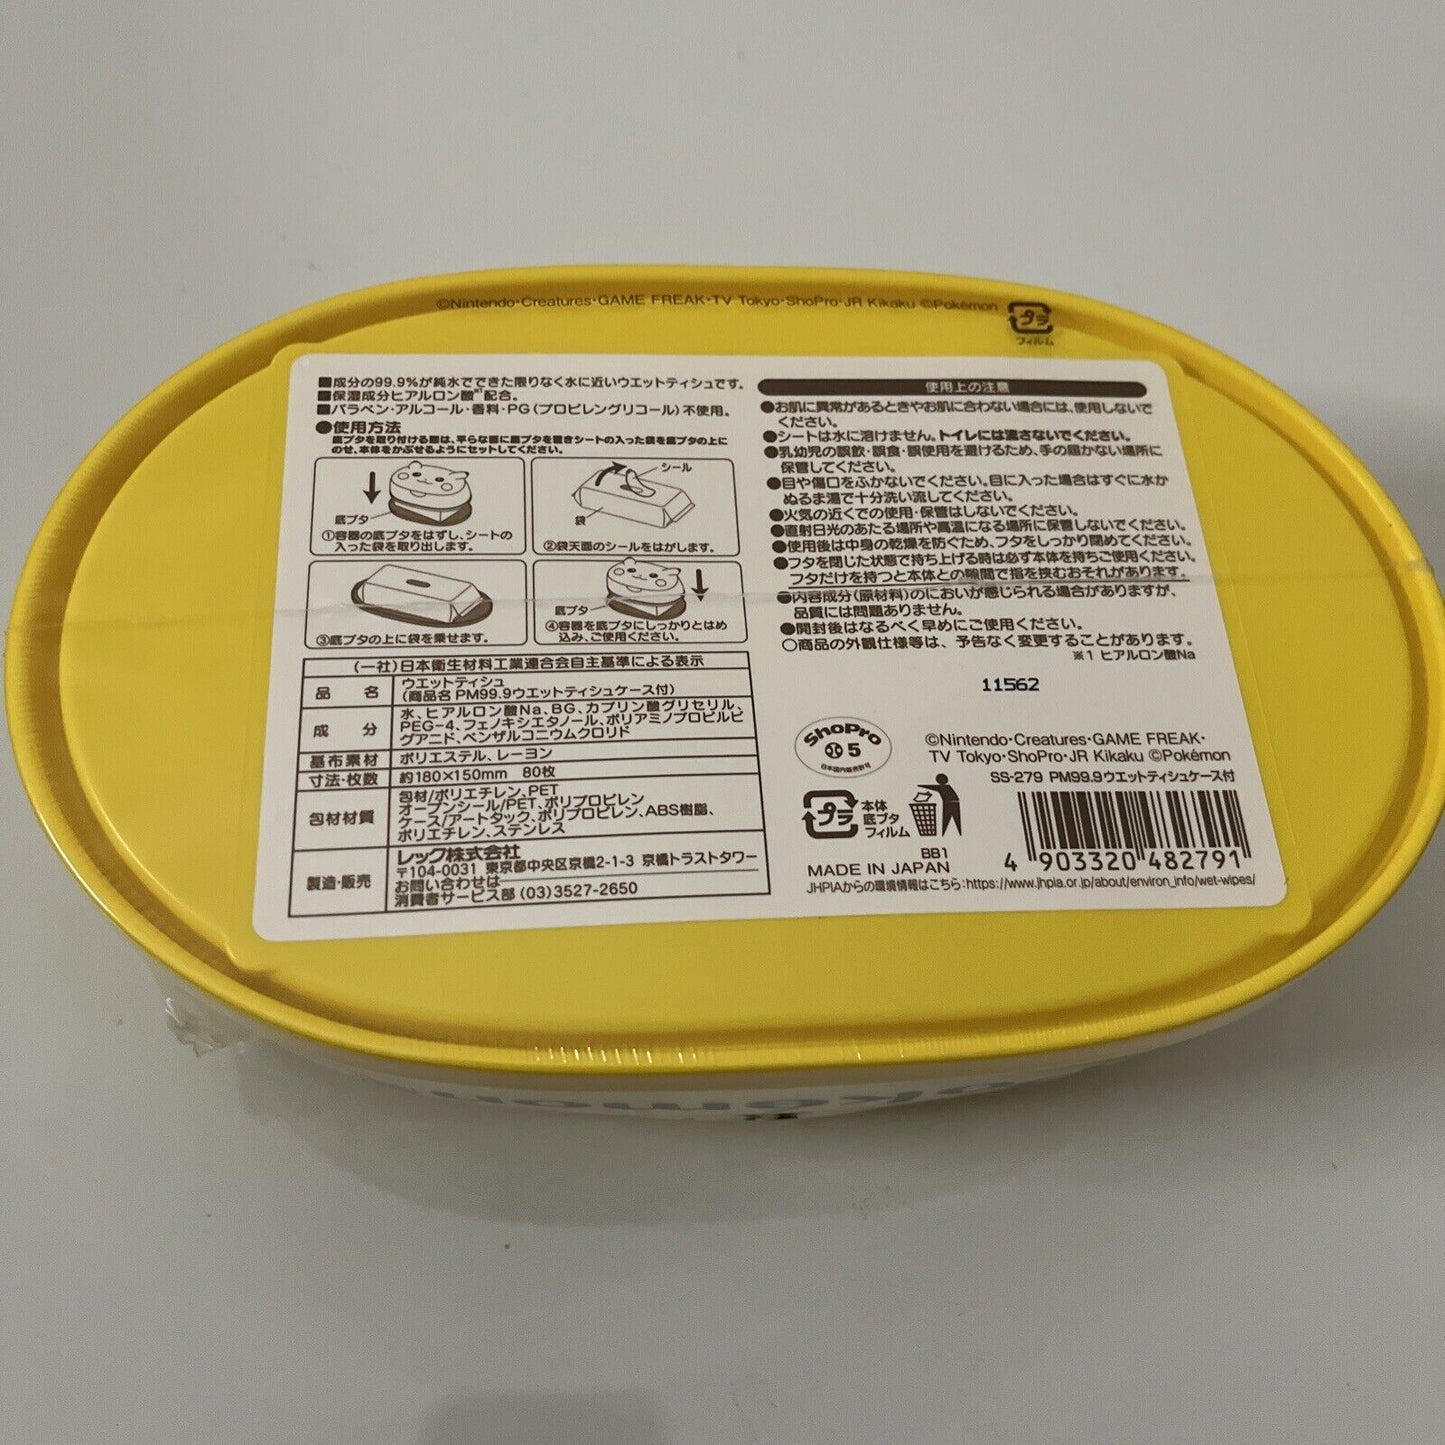 ©Nintendo・Creatures・GAME FREAK・TV Tokyo・ShoPro・JR Kikaku ©Pokémon
プラ
フィルム
■成分の99.9%が純水でできた限りなく水に近いウエットティシュです。
■保湿成分ヒアルロン酸※1配合。
■パラベン・アルコール・香料・PG(プロピレングリコール)不使用。
●使用方法
底ブタを取り付ける際は、平らな面に底ブタを置きシートの入った袋を底ブタの上に
のせ、本体をかぶせるようにセットしてください。
底ブタ
①容器の底ブタをはずし、シートの
入った袋を取り出します。
シール
袋
②袋天面のシールをはがします。
③底ブタの上に袋を乗せます。
底ブタ
④容器を底ブタにしっかりとはめ
込み、ご使用ください。
(一社)日本衛生材料工業連合会自主基準による表示
品名
ウエットティシュ
(商品名 PM99.9ウエットティシュケース付)
成分
水、ヒアルロン酸Na、BG、カプリン酸グリセリル、
PEG-4、フェノキシエタノール、ポリアミノプロピルビ
グアニド、ベンザルコニウムクロリド
基布素材
ポリエステル、レーヨン
寸法・枚数
約180×150mm 80枚
包材材質
包材/ポリエチレン、PET
オープンシール/PET、ポリプロピレン
ケース/アートタック、ポリプロピレン、ABS樹脂、
ポリエチレン、ステンレス
製造・販売
レック株式会社
〒104-0031 東京都中央区京橋2-1-3 京橋トラストタワー
お問い合わせは
消費者サービス部 (03)3527-2650
使用上の注意
●お肌に異常があるときやお肌に合わない場合には、使用しないで
ください。
●シートは水に溶けません。トイレには流さないでください。
●乳幼児の誤飲・誤食・誤使用を避けるため、手の届かない場所に
保管してください。
●目や傷口をふかないでください。目に入った場合はすぐに水か
ぬるま湯で十分洗い流してください。
●火気の近くでの使用・保管はしないでください。
●直射日光のあたる場所や高温になる場所に保管しないでください。
●使用後は中身の乾燥を防ぐため、フタをしっかり閉めてください。
●フタを閉じた状態で持ち上げる時は必ず本体を持ちご使用ください。
フタだけを持つと本体との隙間で指を挟むおそれがあります。
●内容成分(原材料)のにおいが感じられる場合がありますが、
品質には問題ありません。
●開封後はなるべく早めにご使用ください。
○商品の外観仕様等は、予告なく変更することがあります。
※1 ヒアルロン酸Na
11562
ShoPro
5
日本国内販売許可
©Nintendo・Creatures・GAME FREAK・
TV Tokyo・ShoPro・JR Kikaku ©Pokémon
SS-279 PM99.9ウエットティシュケース付
プラ
本体
底ブタ
フィルム
BB1
MADE IN JAPAN
4 903320 482791
JHPIAからの環境情報はこちら:https://www.jhpia.or.jp/about/environ_info/wet-wipes/